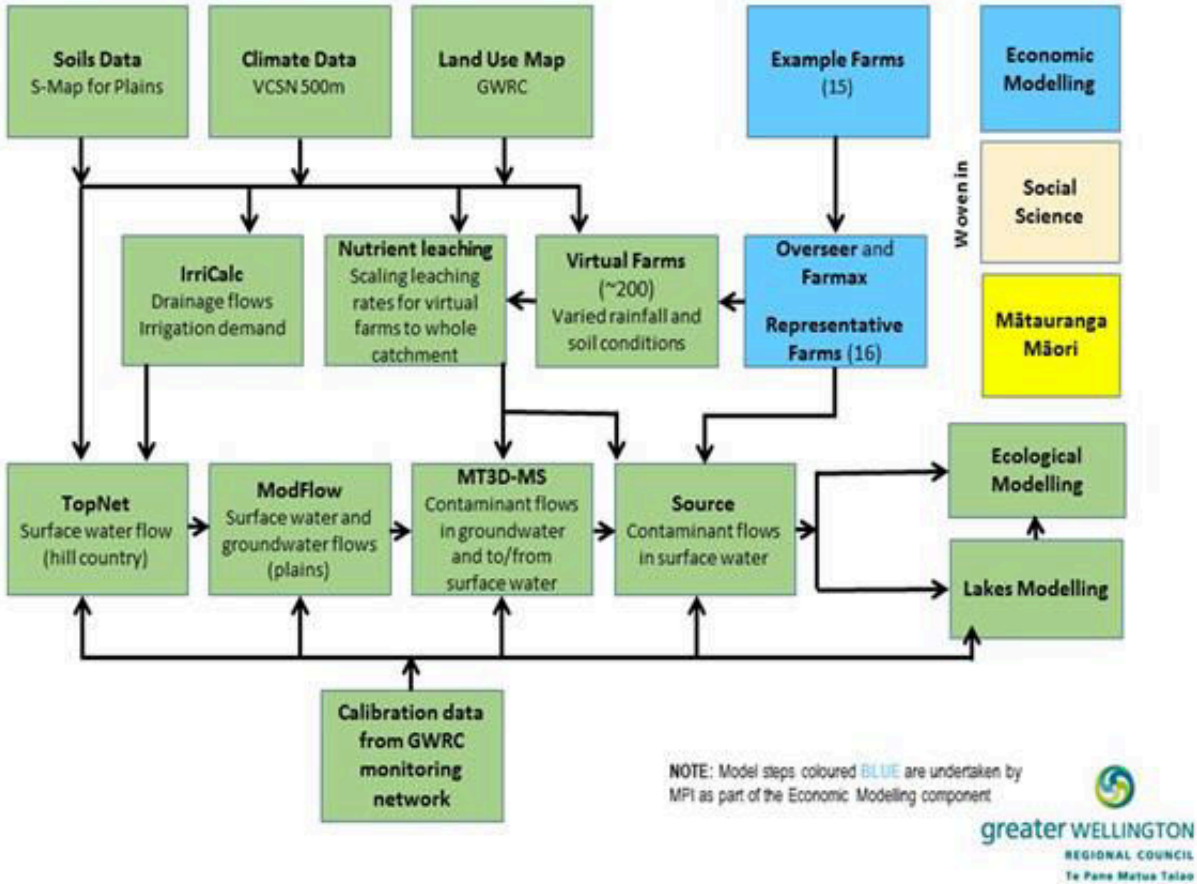 Soils Data
S-Map for Plains
Climate Data
VCSN 500m
Land Use Map
GWRC
Example Farms
(15)
Economic
Modelling
Woven in
Social
Science
Mātauranga
Māori
IrriCalc
Drainage flows
Irrigation demand
Nutrient leaching
Scaling leaching
rates for virtual
farms to whole
catchment
Virtual Farms
(~200)
Varied rainfall and
soil conditions
Overseer and
Farmax
Representative
Farms (16)
TopNet
Surface water flow
(hill country)
ModFlow
Surface water and
groundwater flows
(plains)
MT3D-MS
Contaminant flows
in groundwater
and to/from
surface water
Source
Contaminant flows
in surface water
Ecological
Modelling
Lakes Modelling
Calibration data
from GWRC
monitoring
network
NOTE: Model steps coloured BLUE are undertaken by
MPI as part of the Economic Modelling component
greater WELLINGTON
REGIONAL COUNCIL
Te Pane Matua Taiao